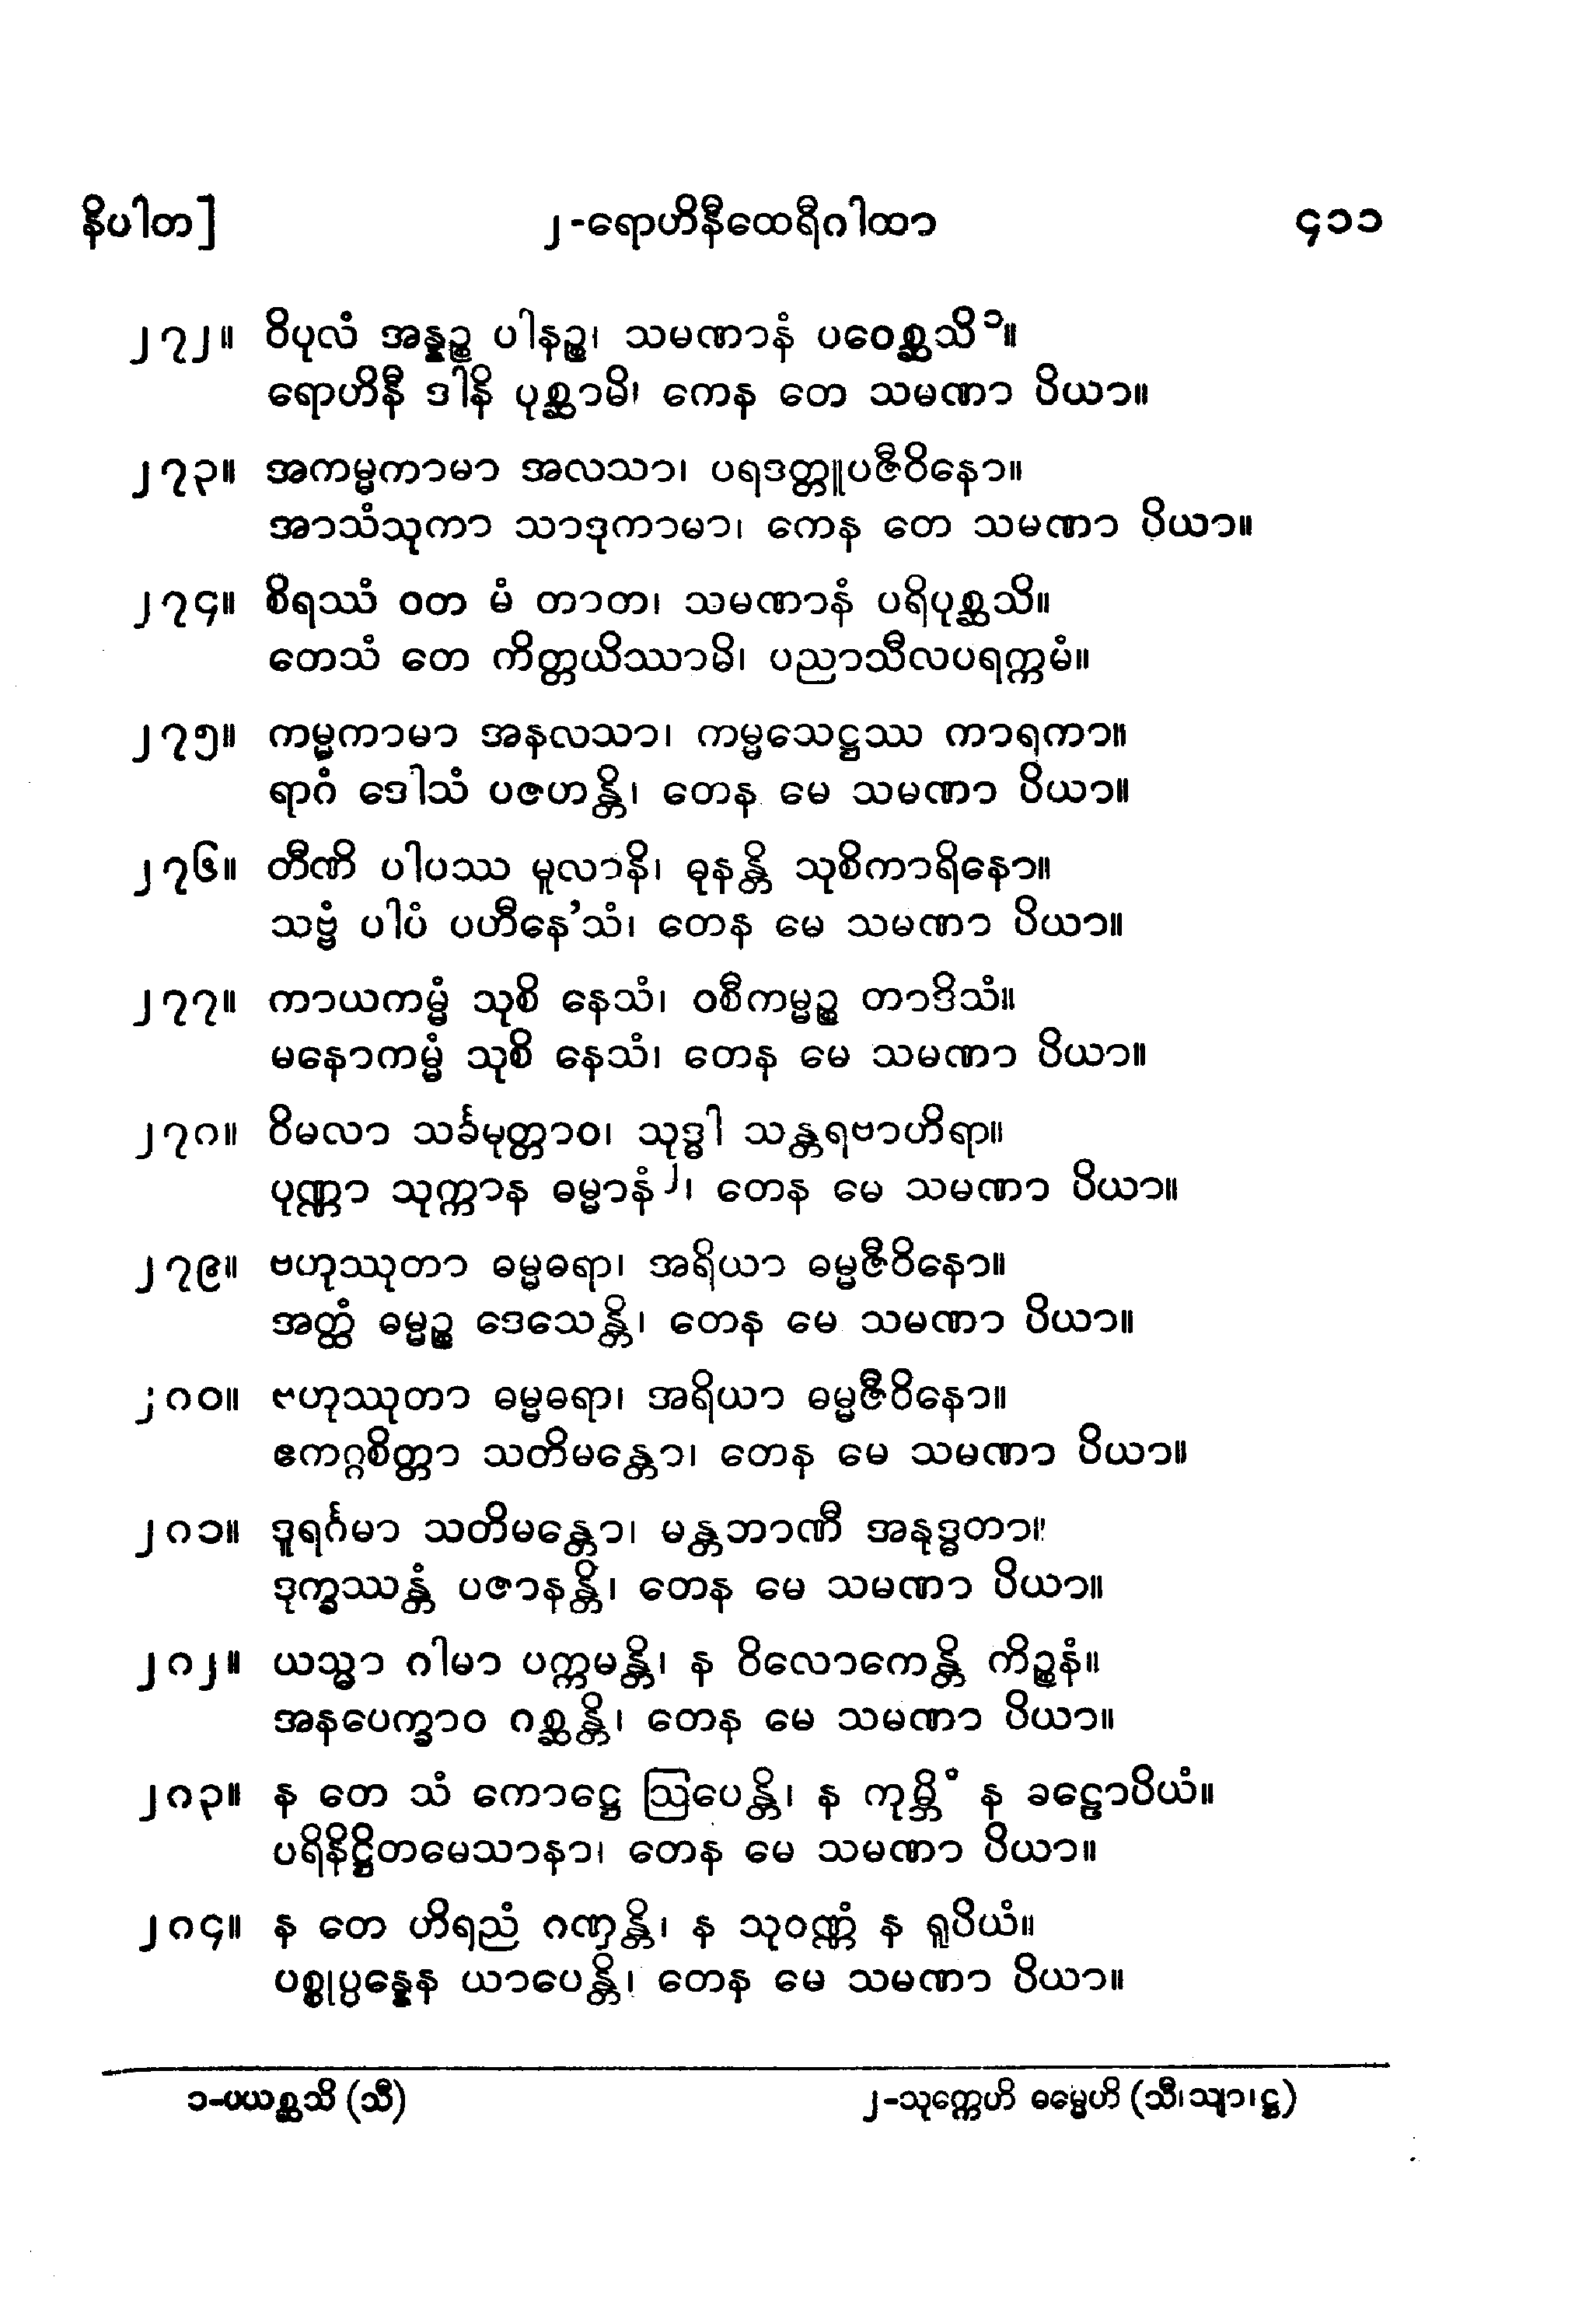 နိပါတ] ၂-ရောဟိနီထေရီဂါထာ ၄၁၁
၂၇၂။ ဝိပုလံ အန္နဉ္စ ပါနဉ္စ၊ သမဏာနံ ပဝေစ္ဆသိ၁။
ရောဟိနီ ဒါနိ ပုစ္ဆာမိ၊ ကေန တေ သမဏာ ပိယာ။
၂၇၃။ အကမ္မကာမာ အလသာ၊ ပရဒတ္တူပဇီဝိနော။
အာသံသုကာ သာဒုကာမာ၊ ကေန တေ သမဏာ ပိယာ။
၂၇၄။ စိရဿံ ဝတ မံ တာတ၊ သမဏာနံ ပရိပုစ္ဆသိ။
တေသံ တေ ကိတ္တယိဿာမိ၊ ပညာသီလပရက္ကမံ။
၂၇၅။ ကမ္မကာမာ အနလသာ၊ ကမ္မသေဋ္ဌဿ ကာရကာ။
ရာဂံ ဒေါသံ ပဇဟန္တိ၊ တေန မေ သမဏာ ပိယာ။
၂၇၆။ တီဏိ ပါပဿ မူလာနိ၊ ဓုနန္တိ သုစိကာရိနော။
သဗ္ဗံ ပါပံ ပဟီနေ’သံ၊ တေန မေ သမဏာ ပိယာ။
၂၇၇။ ကာယကမ္မံ သုစိ နေသံ၊ ဝစီကမ္မဉ္စ တာဒိသံ။
မနောကမ္မံ သုစိ နေသံ၊ တေန မေ သမဏာ ပိယာ။
၂၇၈။ ဝိမလာ သင်္ခမုတ္တာဝ၊ သုဒ္ဓါ သန္တရဗာဟိရာ။
ပုဏ္ဏာ သုက္ကာန ဓမ္မာနံ၂၊ တေန မေ သမဏာ ပိယာ။
၂၇၉။ ဗဟုဿုတာ ဓမ္မဓရာ၊ အရိယာ ဓမ္မဇီဝိနော။
အတ္ထံ ဓမ္မဉ္စ ဒေသေန္တိ၊ တေန မေ သမဏာ ပိယာ။
၂၈၀။ ဗဟုဿုတာ ဓမ္မဓရာ၊ အရိယာ ဓမ္မဇီဝိနော။
ဧကဂ္ဂစိတ္တာ သတိမန္တော၊ တေန မေ သမဏာ ပိယာ။
၂၈၁။ ဒူရင်္ဂမာ သတိမန္တော၊ မန္တဘာဏီ အနုဒ္ဓတာ။
ဒုက္ခဿန္တံ ပဇာနန္တိ၊ တေန မေ သမဏာ ပိယာ။
၂၈၂။ ယသ္မာ ဂါမာ ပက္ကမန္တိ၊ န ဝိလောကေန္တိ ကိဉ္စနံ။
အနပေက္ခာဝ ဂစ္ဆန္တိ၊ တေန မေ သမဏာ ပိယာ။
၂၈၃။ န တေ သံ ကောဋ္ဌေ ဩပေန္တိ၊ န ကုမ္ဘိံ န ခဠောပိယံ။
ပရိနိဋ္ဌိတမေသာနာ၊ တေန မေ သမဏာ ပိယာ။
၂၈၄။ န တေ ဟိရညံ ဂဏှန္တိ၊ န သုဝဏ္ဏံ န ရူပိယံ။
ပစ္စုပ္ပန္နေန ယာပေန္တိ၊ တေန မေ သမဏာ ပိယာ။
၁-ပယစ္ဆသိ (သီ) ၂-သုက္ကေဟိ ဓမ္မေဟိ (သီ၊သျာ၊ဋ္ဌ)